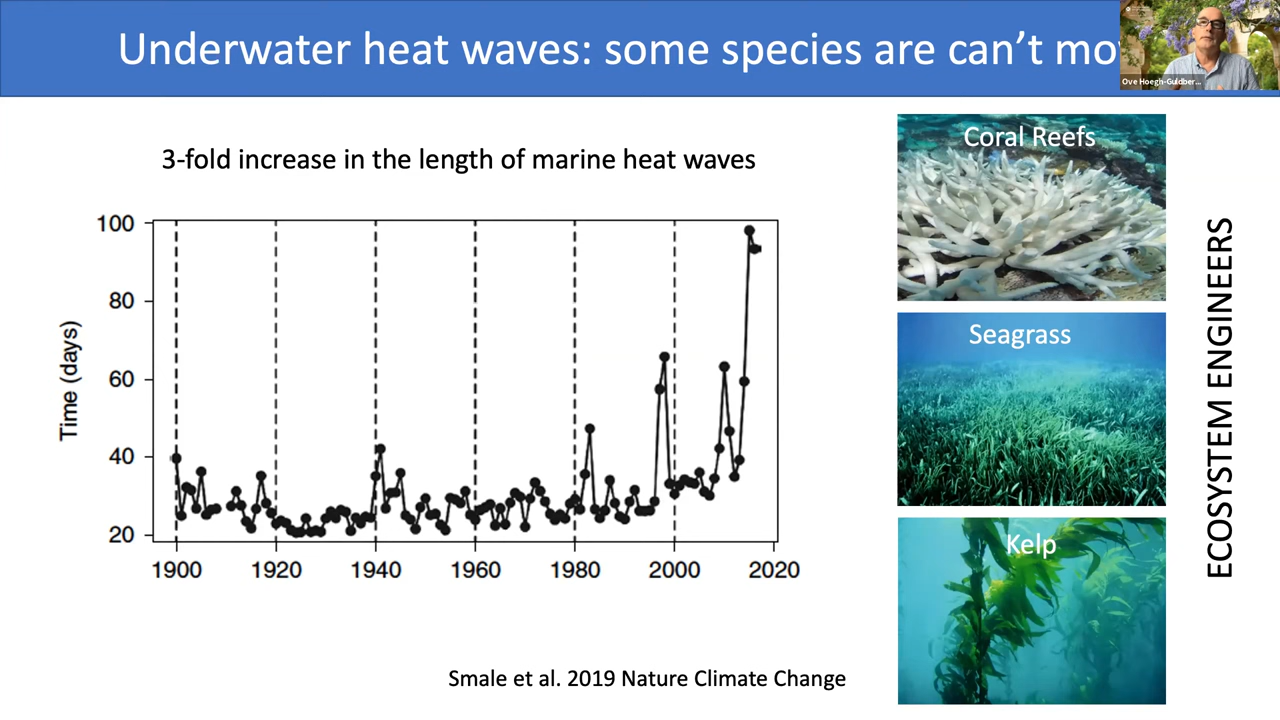 Underwater heat waves: some species are can't mo
Ove Hoegh-Guldber...
3-fold increase in the length of marine heat waves
Time (days)
100
80
60
40
20
1900 1920 1940 1960 1980 2000 2020
Smale et al. 2019 Nature Climate Change
Coral Reefs
Seagrass
Kelp
ECOSYSTEM ENGINEERS